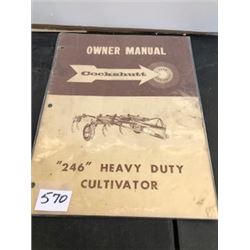 OWNER MANUAL
Cockshutt
"246" HEAVY DUTY
CULTIVATOR
570